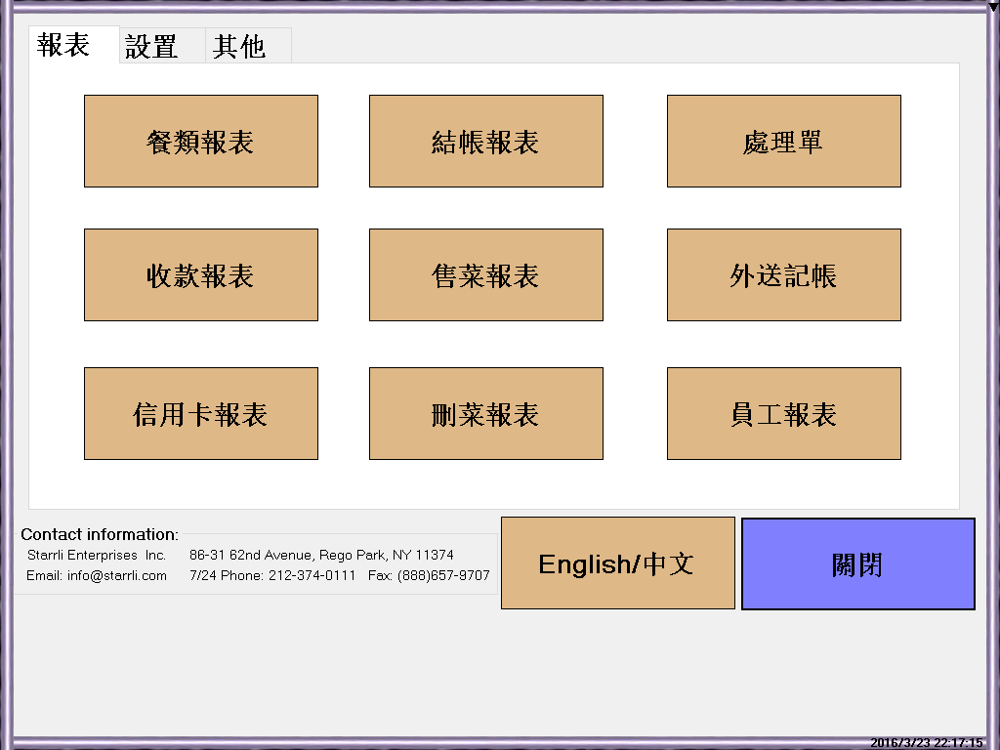 報表 設置 其他
餐類報表 結帳報表 處理單
收款報表 售菜報表 外送記帳
信用卡報表 刪菜報表 員工報表
Contact information:
Starrli Enterprises Inc. 86-31 62nd Avenue, Rego Park, NY 11374
Email: info@starrli.com 7/24 Phone: 212-374-0111 Fax: (888)657-9707
English/中文 關閉
2016/3/23 22:17:15